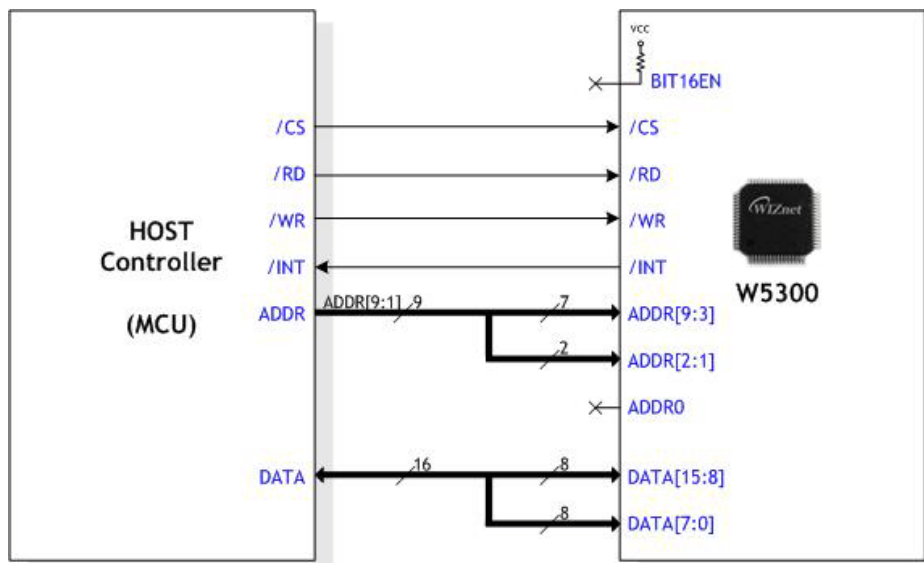 VCC
BIT16EN
/CS
/CS
/RD
/RD
/WR
/WR
WIZnet
HOST
Controller
(MCU)
/INT
/INT
W5300
ADDR
ADDR[9:1]
9
7
ADDR[9:3]
2
ADDR[2:1]
ADDR0
DATA
16
8
DATA[15:8]
8
DATA[7:0]